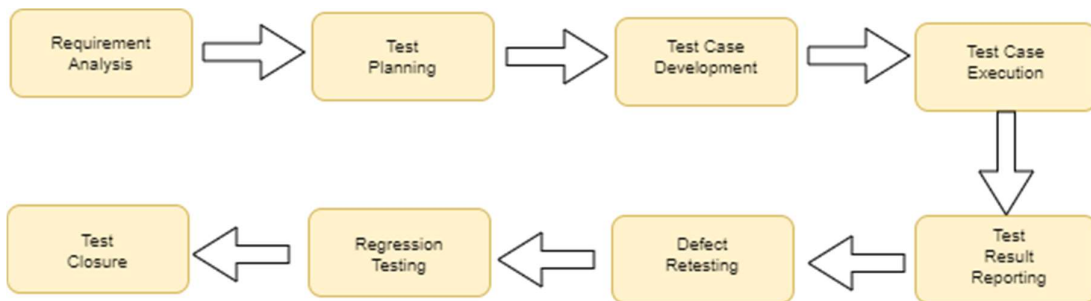 Requirement
Analysis
Test
Planning
Test Case
Development
Test Case
Execution
Test
Result
Reporting
Defect
Retesting
Regression
Testing
Test
Closure